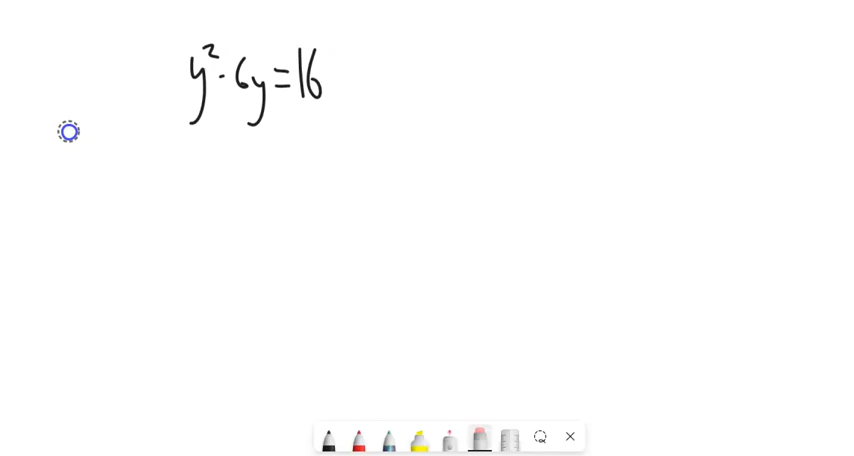 y² - 6y = 16